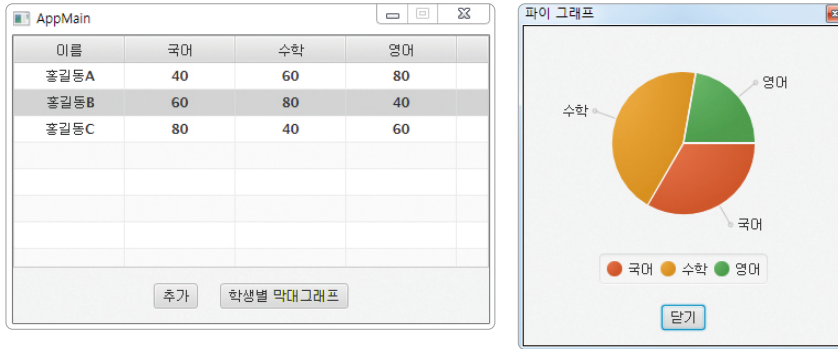 AppMain
이름 국어 수학 영어
홍길동A 40 60 80
홍길동B 60 80 40
홍길동C 80 40 60
추가 학생별 막대그래프
파이 그래프
영어
수학
국어
국어 수학 영어
닫기